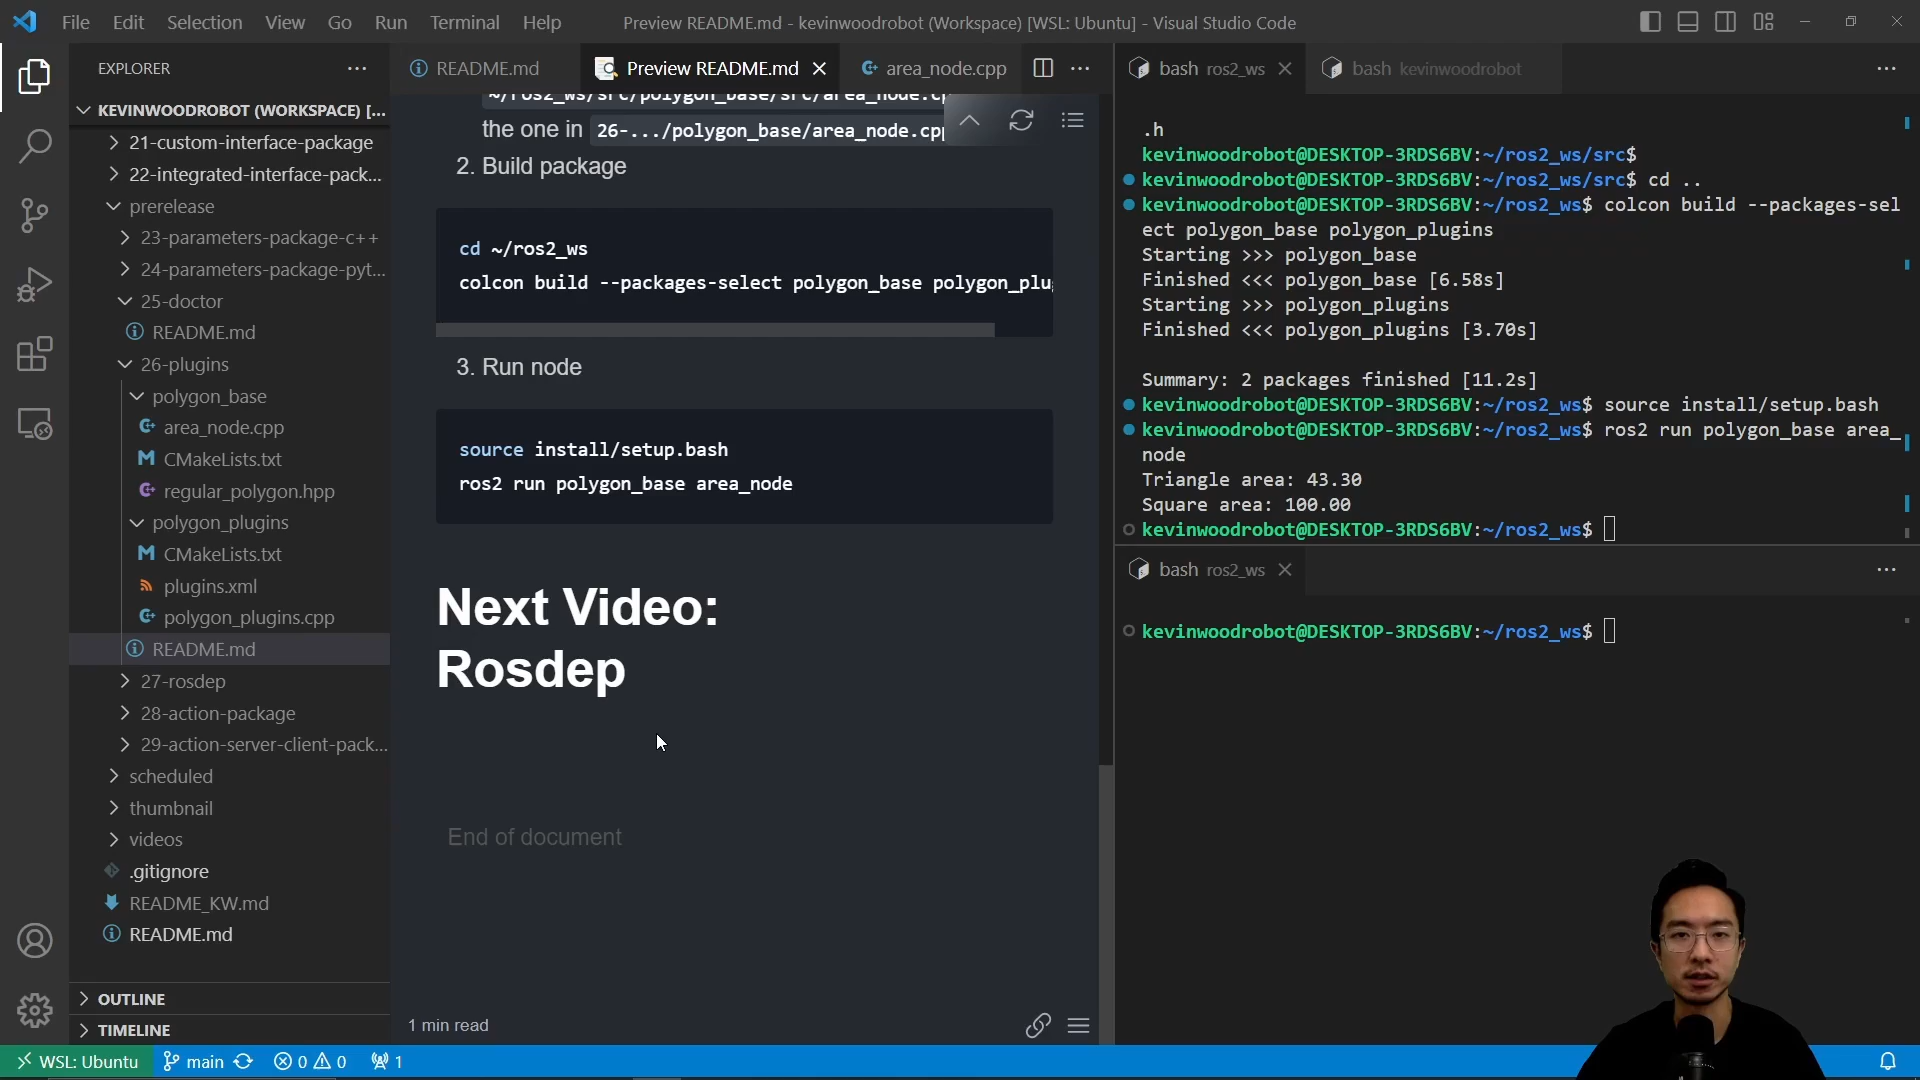 File Edit Selection View Go Run Terminal Help
Preview README.md - kevinwoodrobot (Workspace) [WSL: Ubuntu] - Visual Studio Code
EXPLORER
KEVINWOODROBOT (WORKSPACE) [...
21-custom-interface-package
22-integrated-interface-pack...
prerelease
23-parameters-package-c++
24-parameters-package-pyt...
25-doctor
README.md
26-plugins
polygon_base
area_node.cpp
CMakeLists.txt
regular_polygon.hpp
polygon_plugins
CMakeLists.txt
plugins.xml
polygon_plugins.cpp
README.md
27-rosdep
28-action-package
29-action-server-client-pack...
scheduled
thumbnail
videos
.gitignore
README_KW.md
README.md
OUTLINE
TIMELINE
README.md
Preview README.md
area_node.cpp
~/ros2_ws/src/polygon_base/src/area_node.cp
the one in 26-.../polygon_base/area_node.cpp
2. Build package
cd ~/ros2_ws
colcon build --packages-select polygon_base polygon_plu
3. Run node
source install/setup.bash
ros2 run polygon_base area_node
Next Video:
Rosdep
End of document
1 min read
bash ros2_ws
bash kevinwoodrobot
.h
kevinwoodrobot@DESKTOP-3RDS6BV:~/ros2_ws/src$
kevinwoodrobot@DESKTOP-3RDS6BV:~/ros2_ws/src$ cd ..
kevinwoodrobot@DESKTOP-3RDS6BV:~/ros2_ws$ colcon build --packages-sel
ect polygon_base polygon_plugins
Starting >>> polygon_base
Finished <<< polygon_base [6.58s]
Starting >>> polygon_plugins
Finished <<< polygon_plugins [3.70s]
Summary: 2 packages finished [11.2s]
kevinwoodrobot@DESKTOP-3RDS6BV:~/ros2_ws$ source install/setup.bash
kevinwoodrobot@DESKTOP-3RDS6BV:~/ros2_ws$ ros2 run polygon_base area_
node
Triangle area: 43.30
Square area: 100.00
kevinwoodrobot@DESKTOP-3RDS6BV:~/ros2_ws$
bash ros2_ws
kevinwoodrobot@DESKTOP-3RDS6BV:~/ros2_ws$
WSL: Ubuntu main 0 0 1